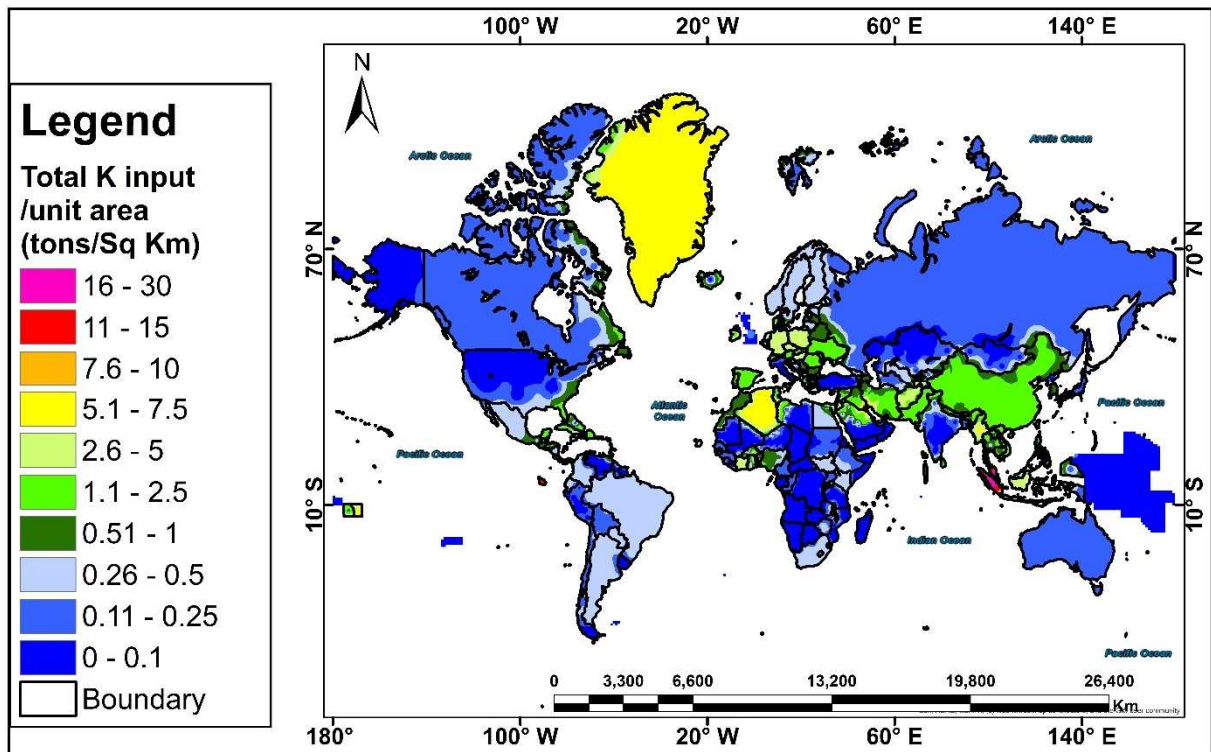 100° W 20° W 60° E 140° E
N
Legend
Total K input
/unit area
(tons/Sq Km)
16 - 30
11 - 15
7.6 - 10
5.1 - 7.5
2.6 - 5
1.1 - 2.5
0.51 - 1
0.26 - 0.5
0.11 - 0.25
0 - 0.1
Boundary
Arctic Ocean
Arctic Ocean
70° N
70° N
Atlantic
Ocean
Pacific Ocean
Pacific Ocean
10° S
10° S
Indian Ocean
Pacific Ocean
0 3,300 6,600 13,200 19,800 26,400
Km
user community
180° 100° W 20° W 60° E 140° E